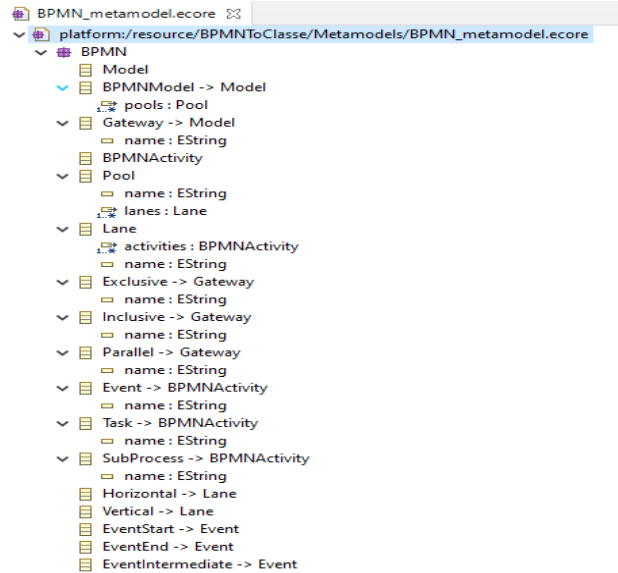 BPMN_metamodel.ecore
platform:/resource/BPMNToClasse/Metamodels/BPMN_metamodel.ecore
BPMN
Model
BPMNModel -> Model
1..* pools : Pool
Gateway -> Model
name : EString
BPMNActivity
Pool
name : EString
1..* lanes : Lane
Lane
1..* activities : BPMNActivity
name : EString
Exclusive -> Gateway
name : EString
Inclusive -> Gateway
name : EString
Parallel -> Gateway
name : EString
Event -> BPMNActivity
name : EString
Task -> BPMNActivity
name : EString
SubProcess -> BPMNActivity
name : EString
Horizontal -> Lane
Vertical -> Lane
EventStart -> Event
EventEnd -> Event
EventIntermediate -> Event